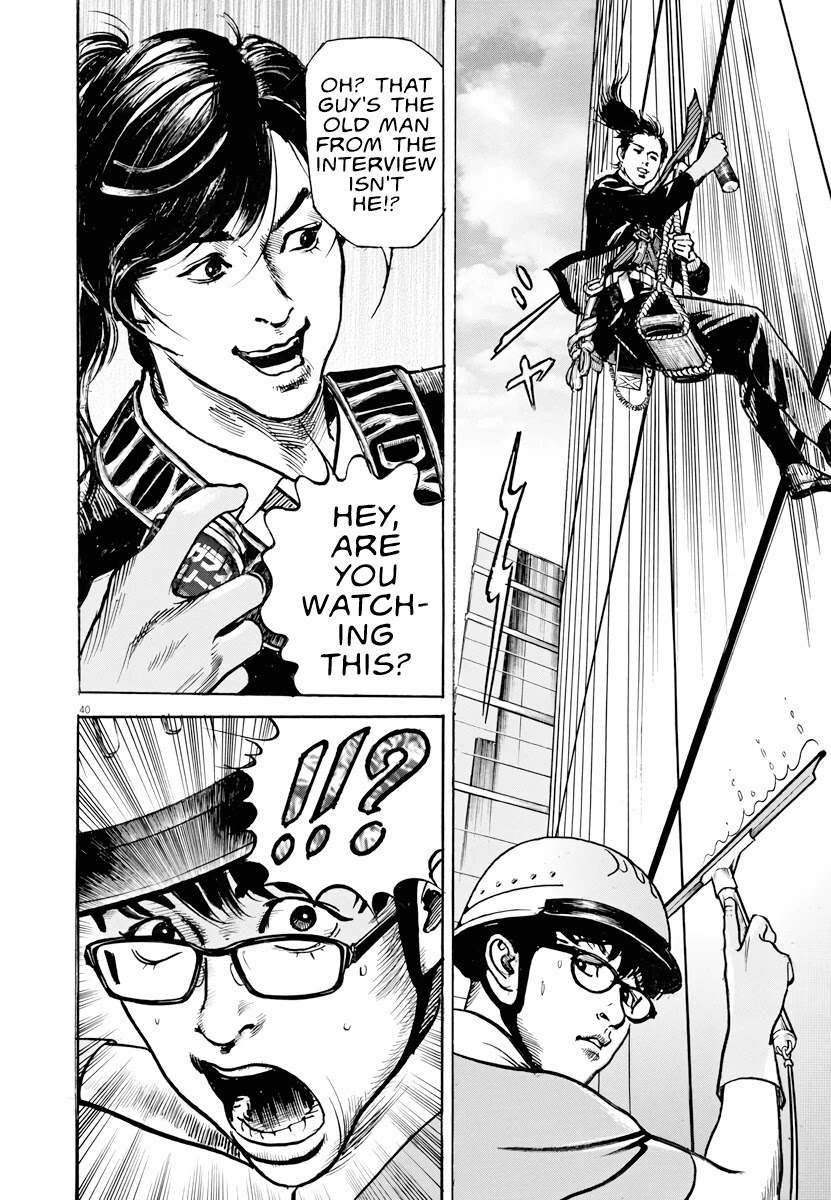 OH? THAT
GUY'S THE
OLD MAN
FROM THE
INTERVIEW
ISN'T
HE!?
HEY,
ARE
YOU
WATCH-
ING
THIS?
40
!!?